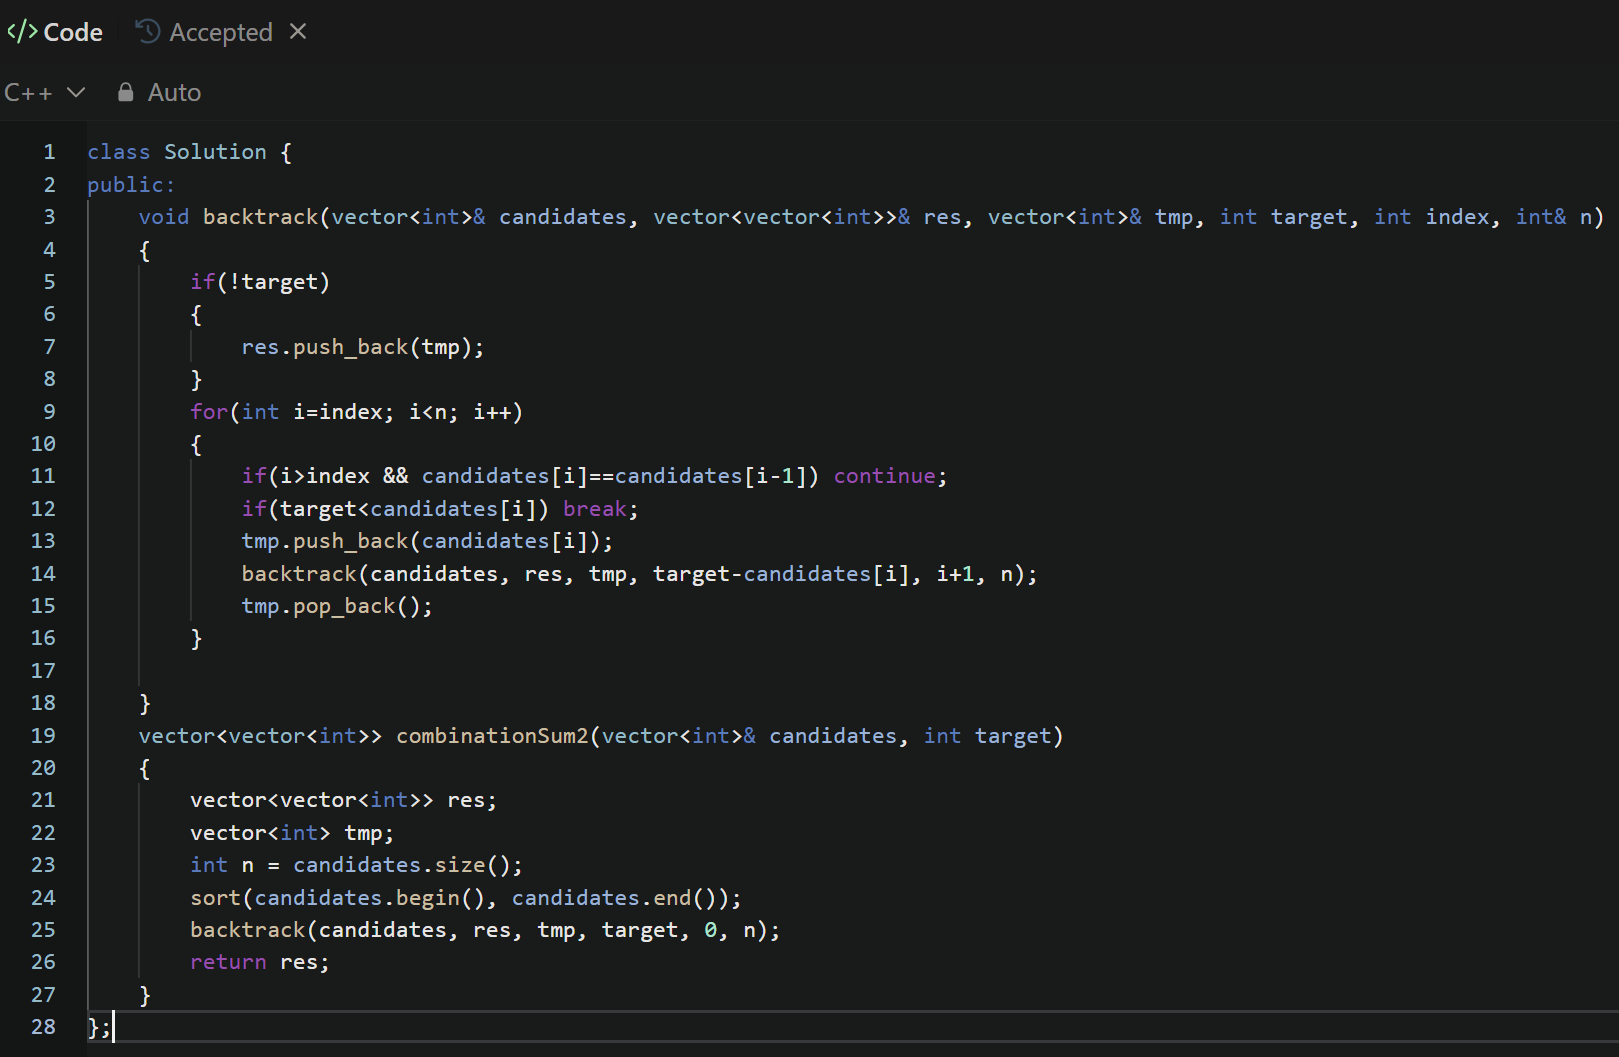 </> Code Accepted ×
C++ Auto
1 class Solution {
2 public:
3     void backtrack(vector<int>& candidates, vector<vector<int>>& res, vector<int>& tmp, int target, int index, int& n)
4     {
5         if(!target)
6         {
7             res.push_back(tmp);
8         }
9         for(int i=index; i<n; i++)
10         {
11             if(i>index && candidates[i]==candidates[i-1]) continue;
12             if(target<candidates[i]) break;
13             tmp.push_back(candidates[i]);
14             backtrack(candidates, res, tmp, target-candidates[i], i+1, n);
15             tmp.pop_back();
16         }
17
18     }
19     vector<vector<int>> combinationSum2(vector<int>& candidates, int target)
20     {
21         vector<vector<int>> res;
22         vector<int> tmp;
23         int n = candidates.size();
24         sort(candidates.begin(), candidates.end());
25         backtrack(candidates, res, tmp, target, 0, n);
26         return res;
27     }
28 };